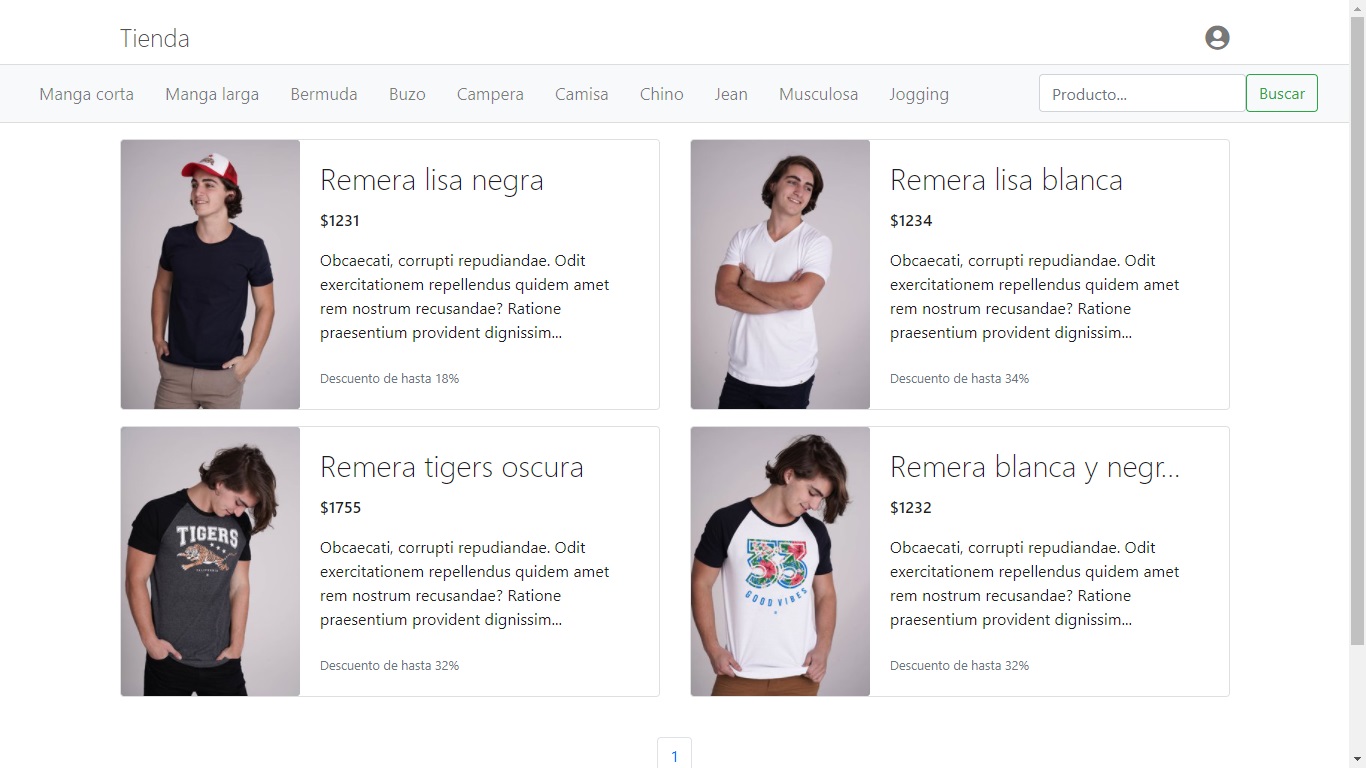 Tienda
Manga corta Manga larga Bermuda Buzo Campera Camisa Chino Jean Musculosa Jogging Producto... Buscar
Remera lisa negra
$1231
Obcaecati, corrupti repudiandae. Odit
exercitationem repellendus quidem amet
rem nostrum recusandae? Ratione
praesentium provident dignissim...
Descuento de hasta 18%
Remera lisa blanca
$1234
Obcaecati, corrupti repudiandae. Odit
exercitationem repellendus quidem amet
rem nostrum recusandae? Ratione
praesentium provident dignissim...
Descuento de hasta 34%
TIGERS
CALIFORNIA
Remera tigers oscura
$1755
Obcaecati, corrupti repudiandae. Odit
exercitationem repellendus quidem amet
rem nostrum recusandae? Ratione
praesentium provident dignissim...
Descuento de hasta 32%
33
GOOD VIBES
Remera blanca y negr...
$1232
Obcaecati, corrupti repudiandae. Odit
exercitationem repellendus quidem amet
rem nostrum recusandae? Ratione
praesentium provident dignissim...
Descuento de hasta 32%
1